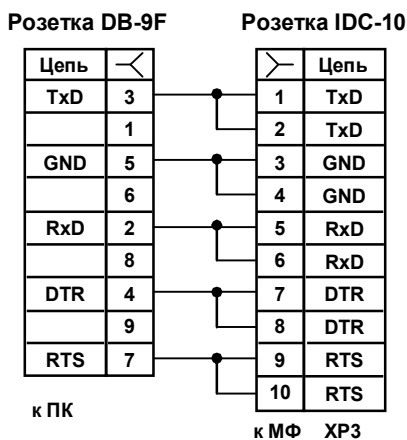 Розетка DB-9F Розетка IDC-10
Цепь Цепь
TxD 3 1 TxD
1 2 TxD
GND 5 3 GND
6 4 GND
RxD 2 5 RxD
8 6 RxD
DTR 4 7 DTR
9 8 DTR
RTS 7 9 RTS
10 RTS
к ПК
к МФ XP3